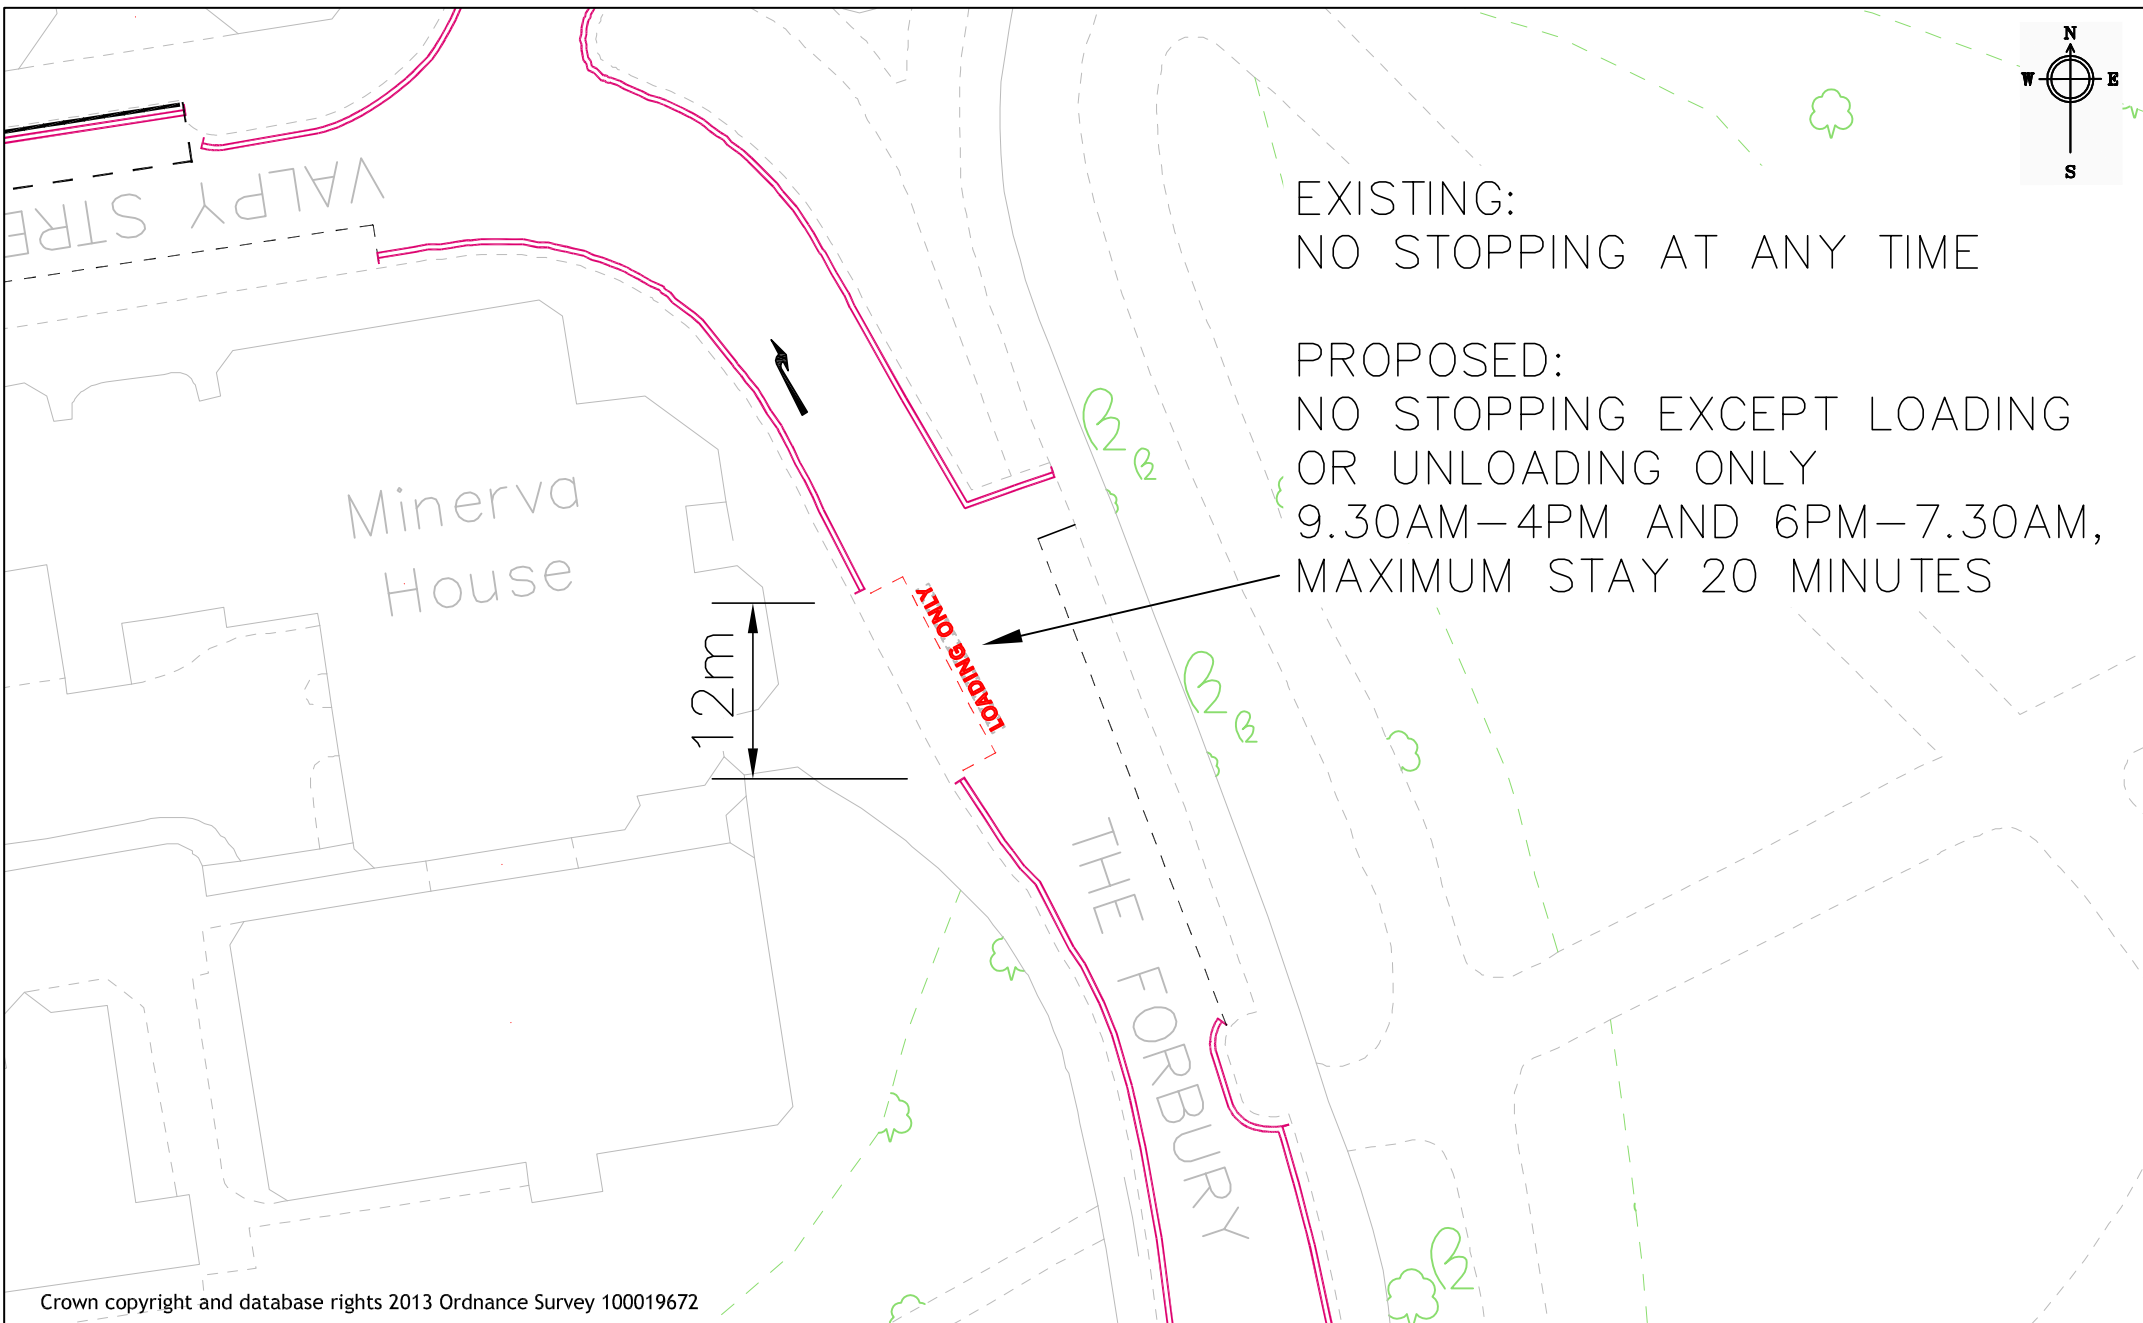 N
W E
S
VALPY STRE
EXISTING:
NO STOPPING AT ANY TIME
PROPOSED:
NO STOPPING EXCEPT LOADING
OR UNLOADING ONLY
9.30AM-4PM AND 6PM-7.30AM,
MAXIMUM STAY 20 MINUTES
Minerva
House
LOADING ONLY
12m
THE FORBURY
Crown copyright and database rights 2013 Ordnance Survey 100019672